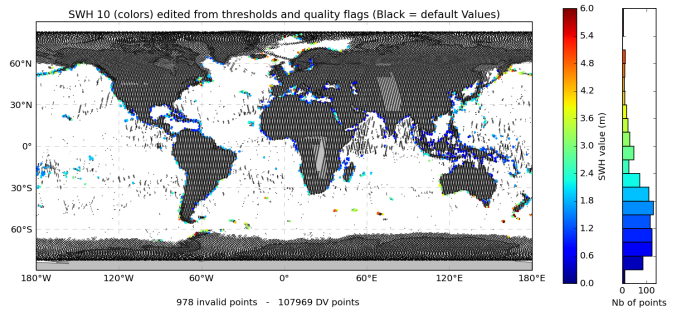 SWH 10 (colors) edited from thresholds and quality flags (Black = default Values)
60°N
30°N
0°
30°S
60°S
180°W 120°W 60°W 0° 60°E 120°E 180°E
978 invalid points - 107969 DV points
6.0
5.4
4.8
4.2
3.6
3.0
2.4
1.8
1.2
0.6
0.0
SWH value (m)
0 100
Nb of points